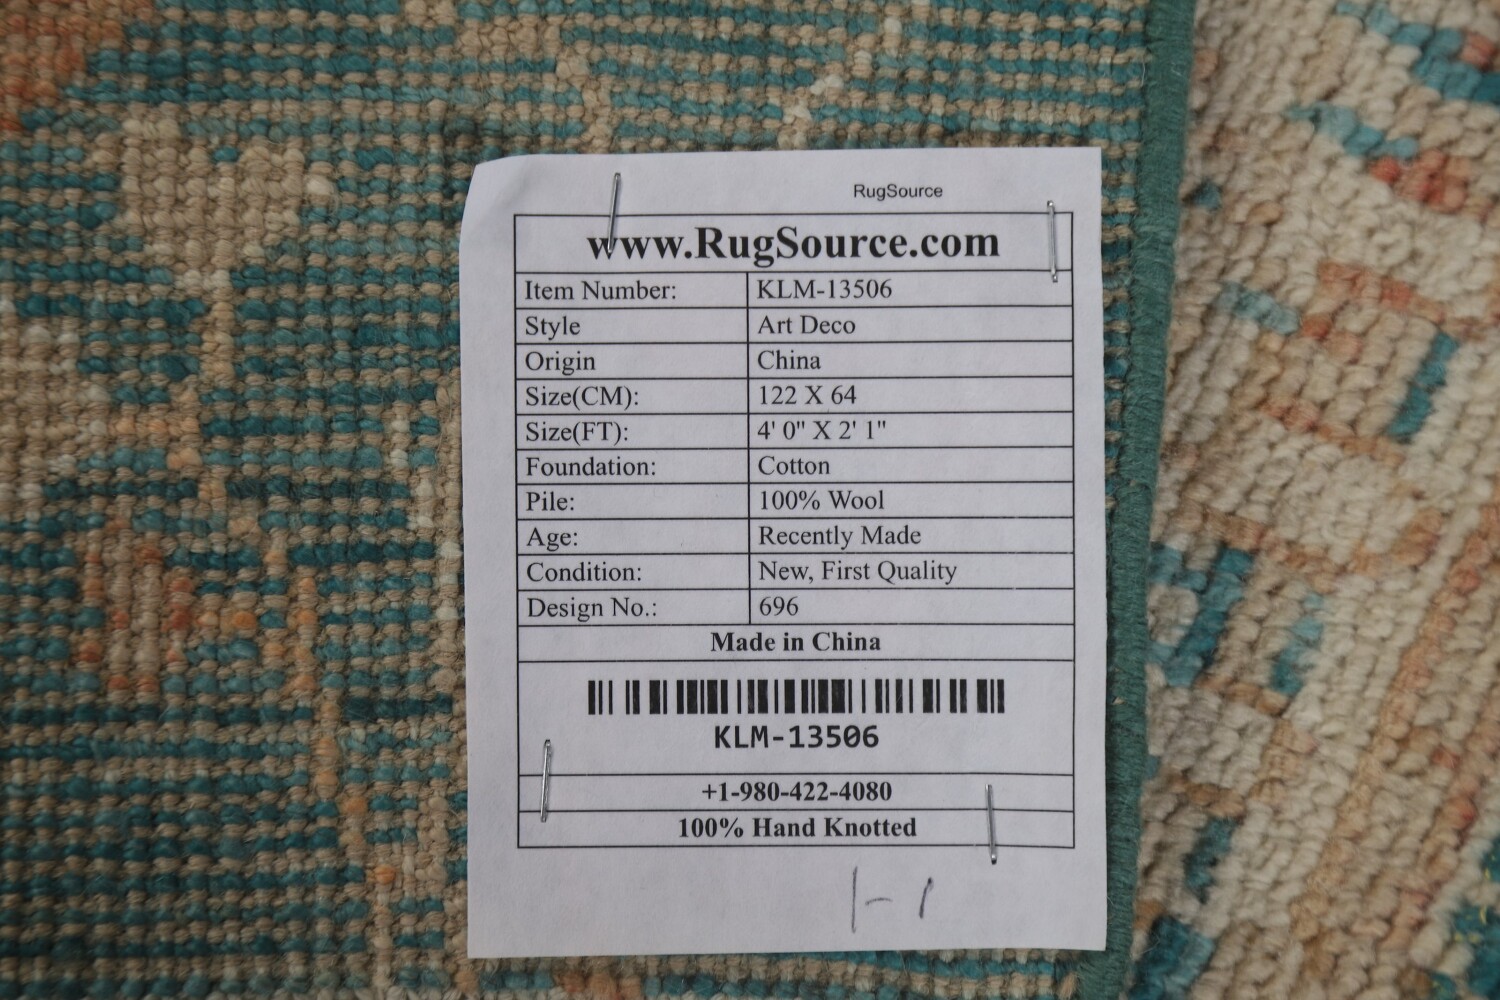 RugSource
www.RugSource.com
Item Number: KLM-13506
Style Art Deco
Origin China
Size(CM): 122 X 64
Size(FT): 4' 0" X 2' 1"
Foundation: Cotton
Pile: 100% Wool
Age: Recently Made
Condition: New, First Quality
Design No.: 696
Made in China
KLM-13506
+1-980-422-4080
100% Hand Knotted
1-1